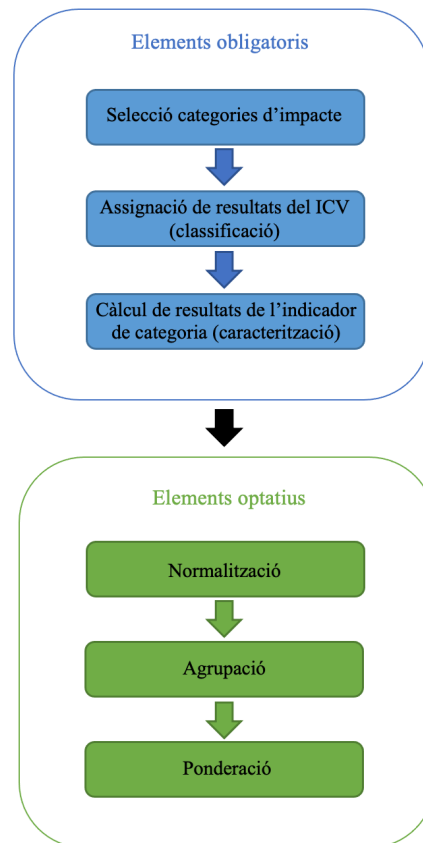 Elements obligatoris
Selecció categories d’impacte
Assignació de resultats del ICV
(classificació)
Càlcul de resultats de l’indicador
de categoria (caracterització)
Elements optatius
Normalització
Agrupació
Ponderació